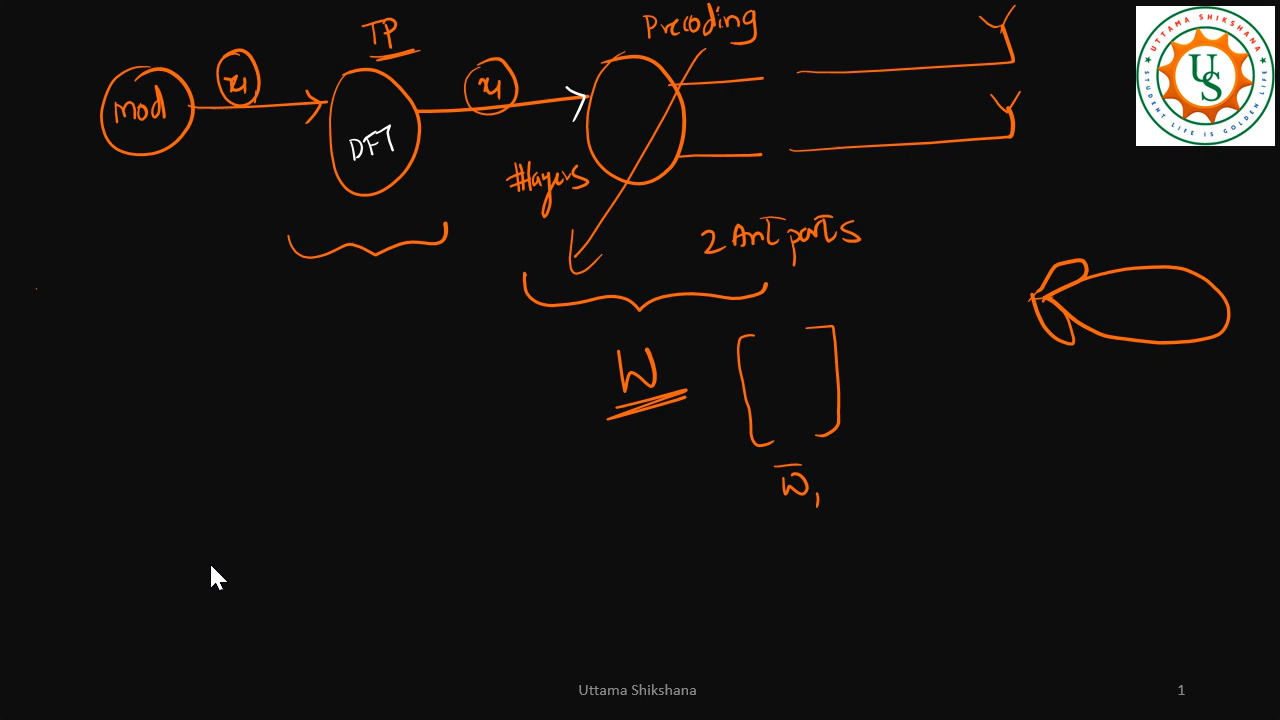 TP
Precoding
mod
x1
DFT
x1
#layers
2 Ant ports
W
W1
UTTAMA SHIKSHANA
US
STUDENT LIFE IS GOLDEN LIFE
Uttama Shikshana
1